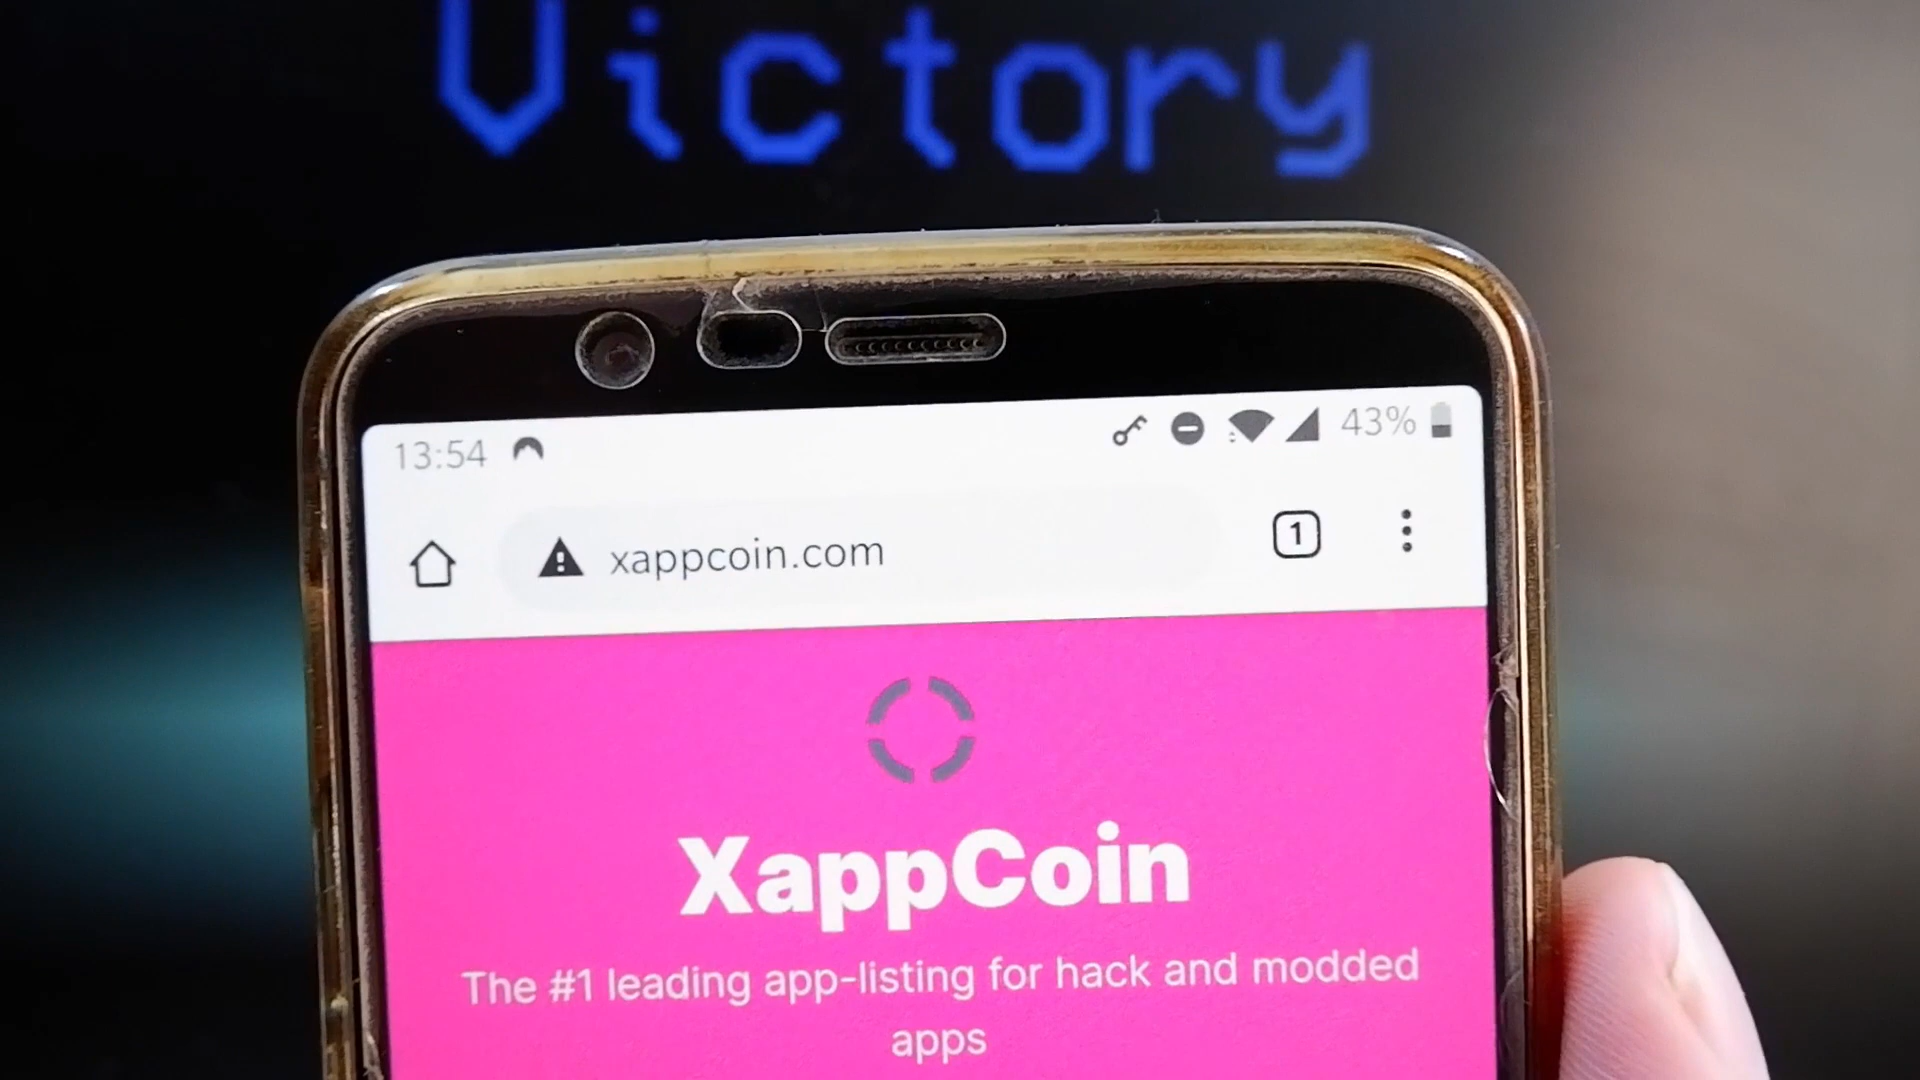 Victory
13:54 43%
xappcoin.com 1
XappCoin
The #1 leading app-listing for hack and modded
apps